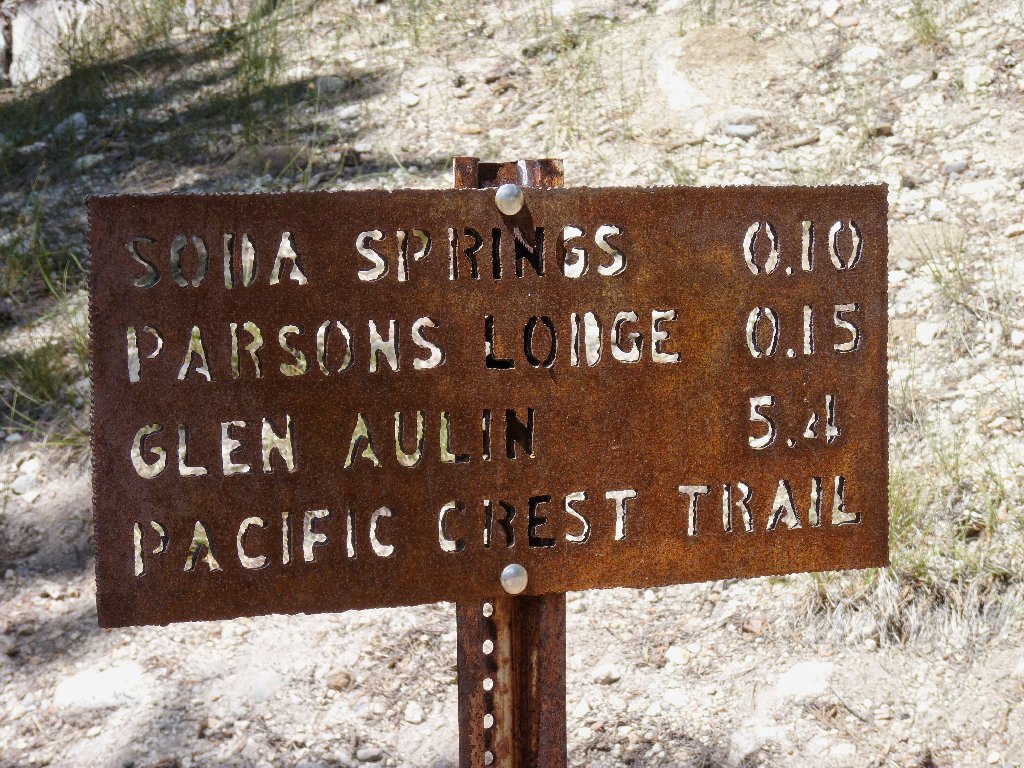 SODA SPRINGS 0.10
PARSONS LODGE 0.15
GLEN AULIN 5.4
PACIFIC CREST TRAIL